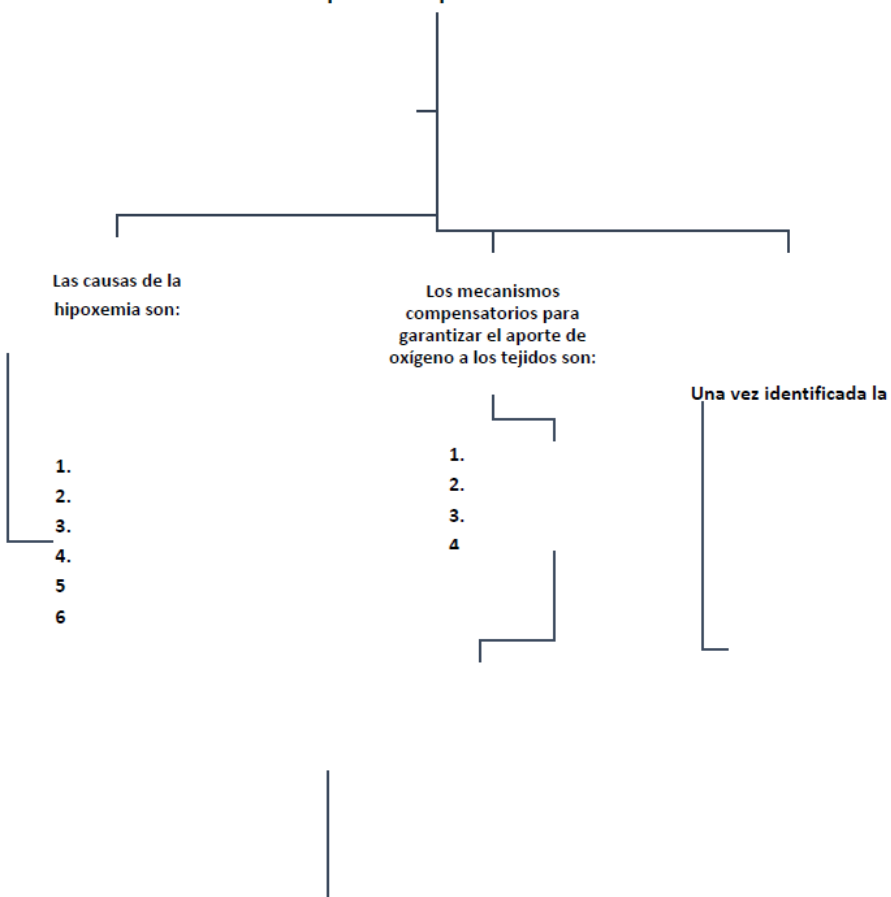 Las causas de la
hipoxemia son:
Los mecanismos
compensatorios para
garantizar el aporte de
oxígeno a los tejidos son:
Una vez identificada la
1.
2.
3.
4.
5
6
1.
2.
3.
4